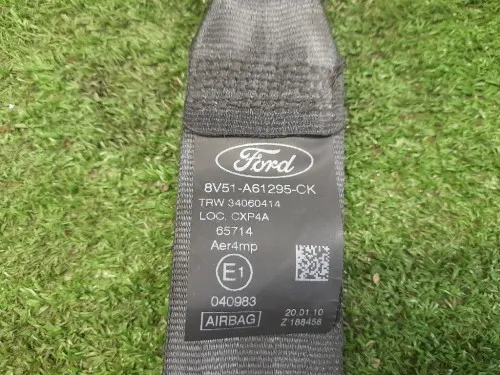 Ford
8V51-A61295-CK
TRW 34060414
LOC. CXP4A
65714
Aer4mp
E1
040983
AIRBAG
20.01.10
Z 188456